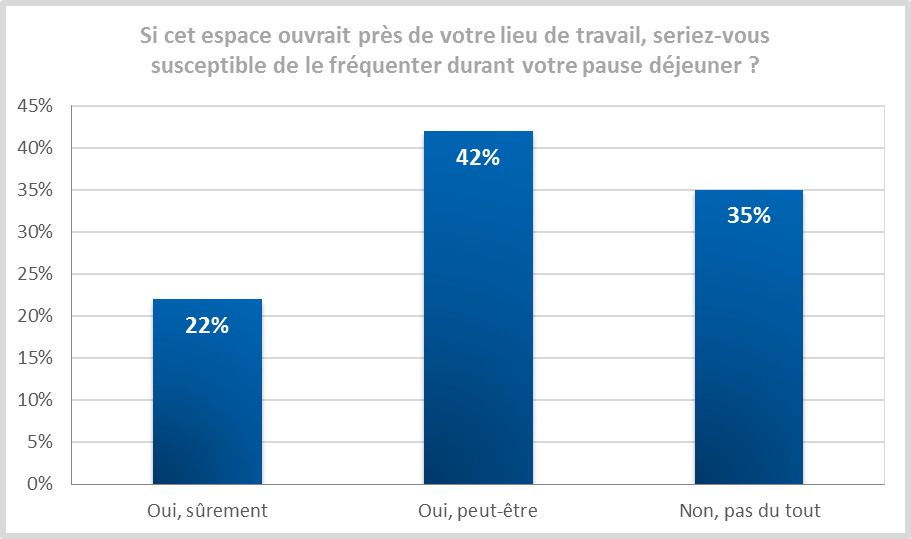 Si cet espace ouvrait près de votre lieu de travail, seriez-vous
susceptible de le fréquenter durant votre pause déjeuner ?
45%
40%
35%
30%
25%
20%
15%
10%
5%
0%
22%
42%
35%
Oui, sûrement
Oui, peut-être
Non, pas du tout